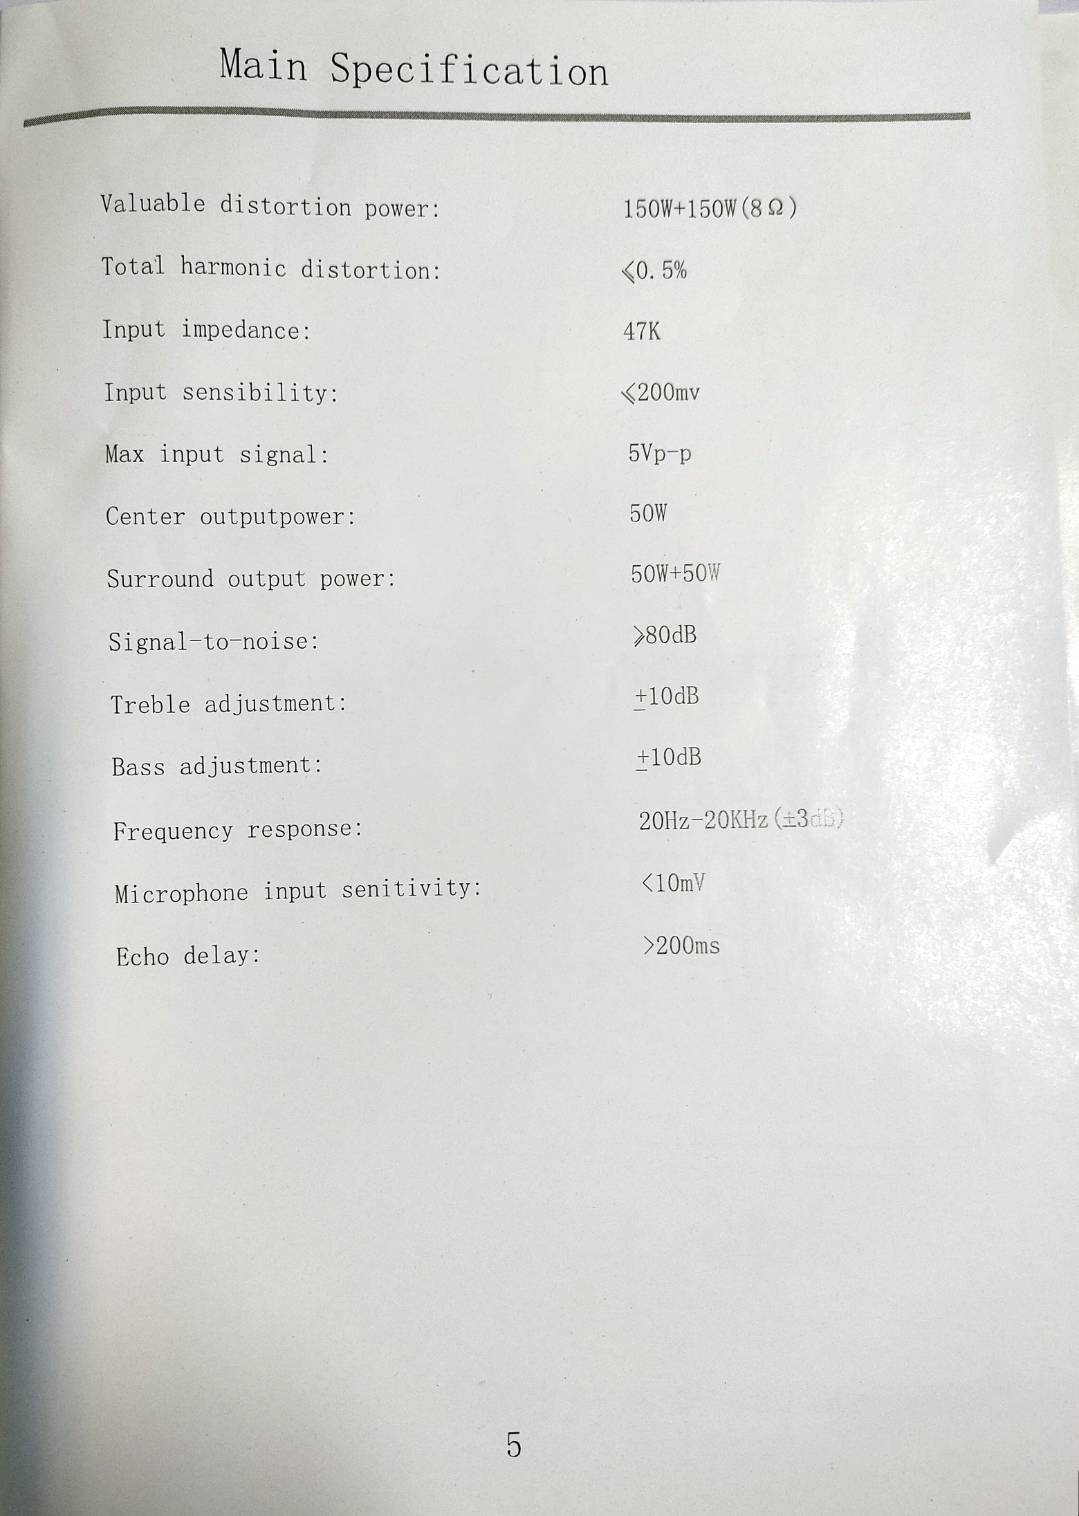 Main Specification
Valuable distortion power: 150W+150W(8Ω)
Total harmonic distortion: ⩽0.5%
Input impedance: 47K
Input sensibility: ⩽200mv
Max input signal: 5Vp-p
Center outputpower: 50W
Surround output power: 50W+50W
Signal-to-noise: ⩾80dB
Treble adjustment: ±10dB
Bass adjustment: ±10dB
Frequency response: 20Hz-20KHz(±3dB)
Microphone input senitivity: <10mV
Echo delay: >200ms
5